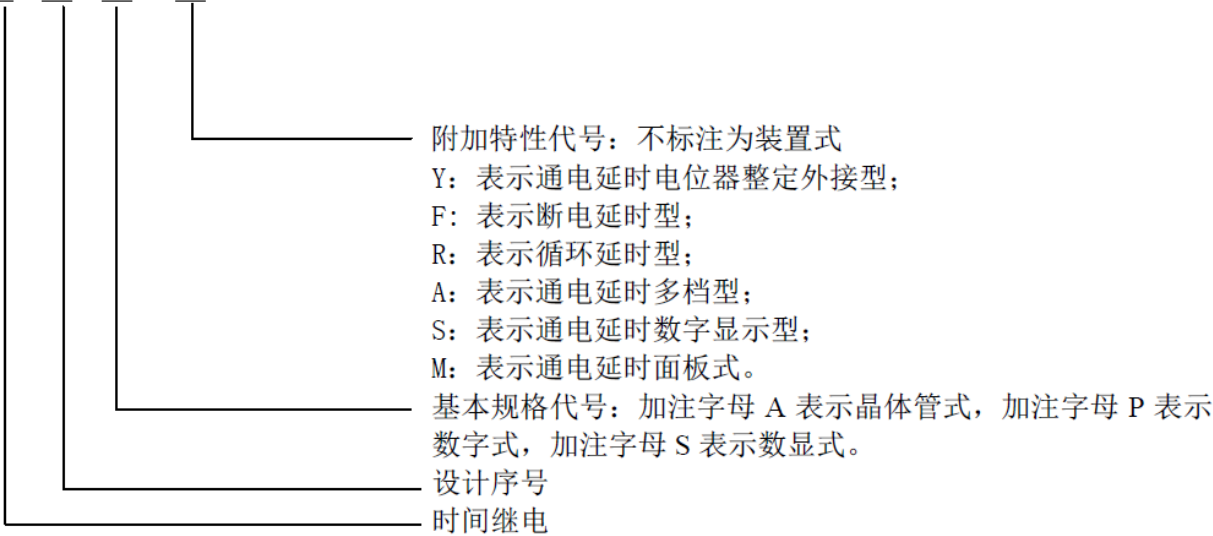 附加特性代号：不标注为装置式
Y：表示通电延时电位器整定外接型；
F：表示断电延时型；
R：表示循环延时型；
A：表示通电延时多档型；
S：表示通电延时数字显示型；
M：表示通电延时面板式。
基本规格代号：加注字母 A 表示晶体管式，加注字母 P 表示
数字式，加注字母 S 表示数显式。
设计序号
时间继电